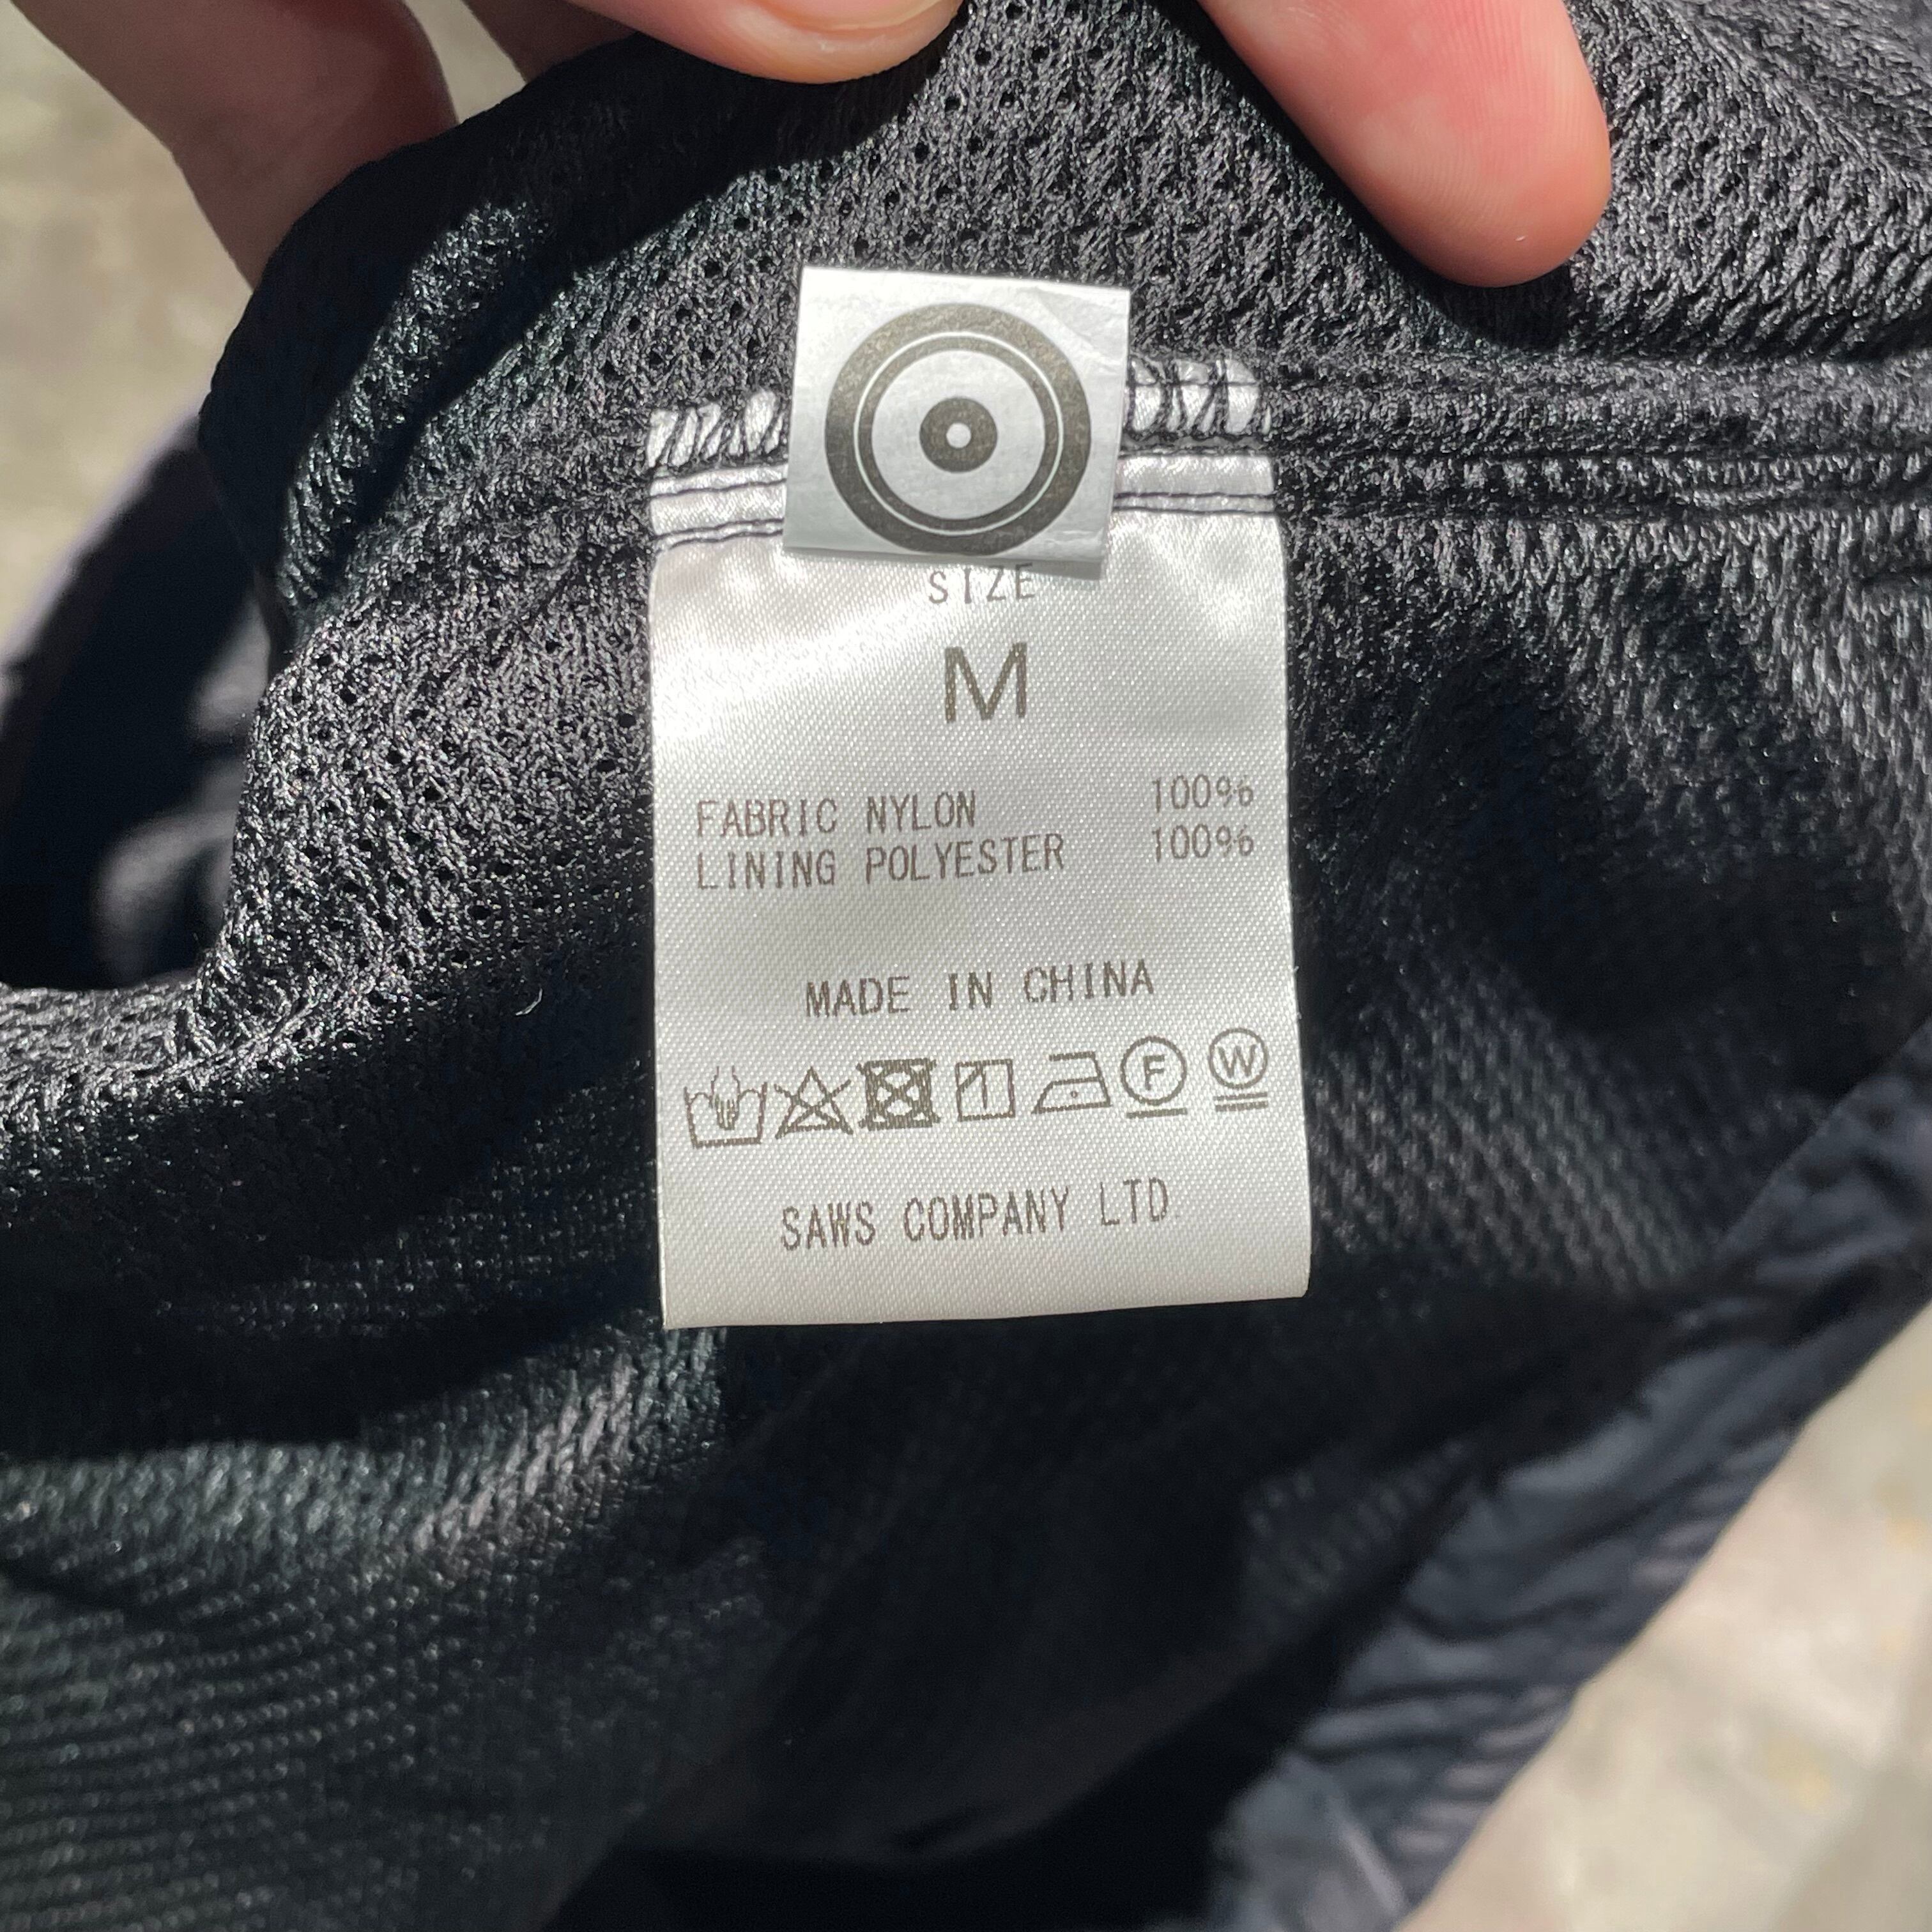 SIZE
M
FABRIC NYLON 100%
LINING POLYESTER 100%
MADE IN CHINA
F W
SAWS COMPANY LTD.